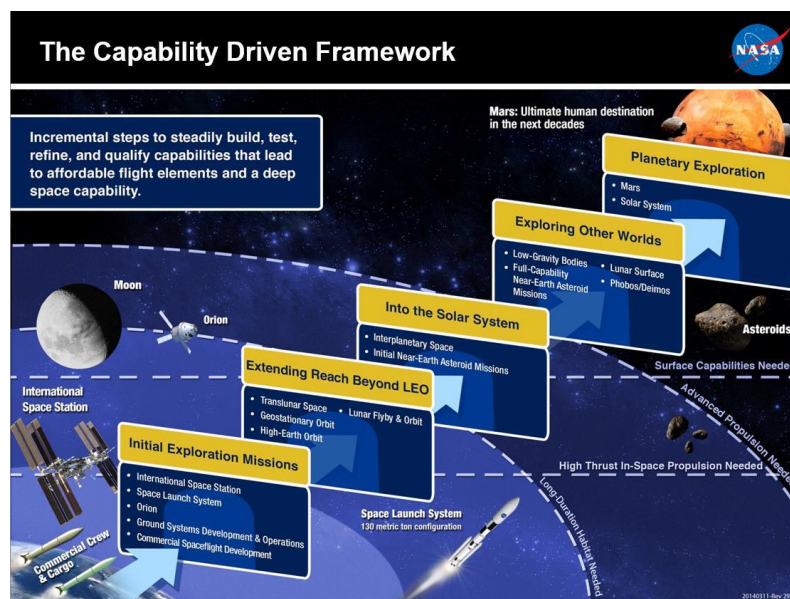 The Capability Driven Framework
NASA
Incremental steps to steadily build, test,
refine, and qualify capabilities that lead
to affordable flight elements and a deep
space capability.
Mars: Ultimate human destination
in the next decades
Planetary Exploration
• Mars
• Solar System
Exploring Other Worlds
• Low-Gravity Bodies
• Full-Capability
Near-Earth Asteroid
Missions
• Lunar Surface
• Phobos/Deimos
Into the Solar System
• Interplanetary Space
• Initial Near-Earth Asteroid Missions
Extending Reach Beyond LEO
• Translunar Space
• Geostationary Orbit
• High-Earth Orbit
• Lunar Flyby & Orbit
Initial Exploration Missions
• International Space Station
• Space Launch System
• Orion
• Ground Systems Development & Operations
• Commercial Spaceflight Development
Moon
Orion
International
Space Station
Commercial Crew
& Cargo
Space Launch System
130 metric ton configuration
Asteroids
Surface Capabilities Neede
Advanced Propulsion Neede
High Thrust In-Space Propulsion Needed
Long-Duration Habitat Needed
20140311-Rev 29